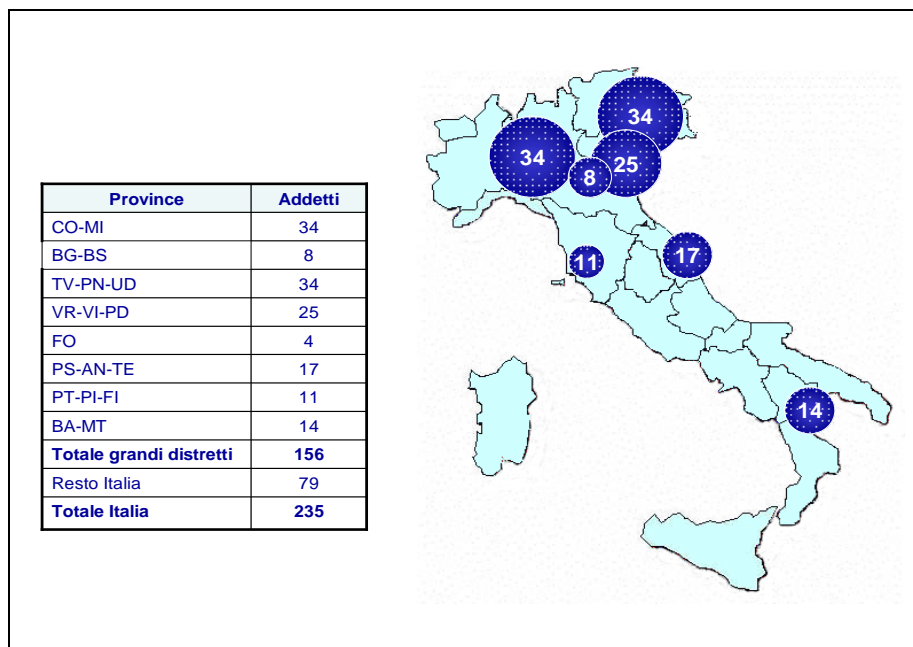 Province Addetti
CO-MI 34
BG-BS 8
TV-PN-UD 34
VR-VI-PD 25
FO 4
PS-AN-TE 17
PT-PI-FI 11
BA-MT 14
Totale grandi distretti 156
Resto Italia 79
Totale Italia 235
34
34
25
8
17
11
14